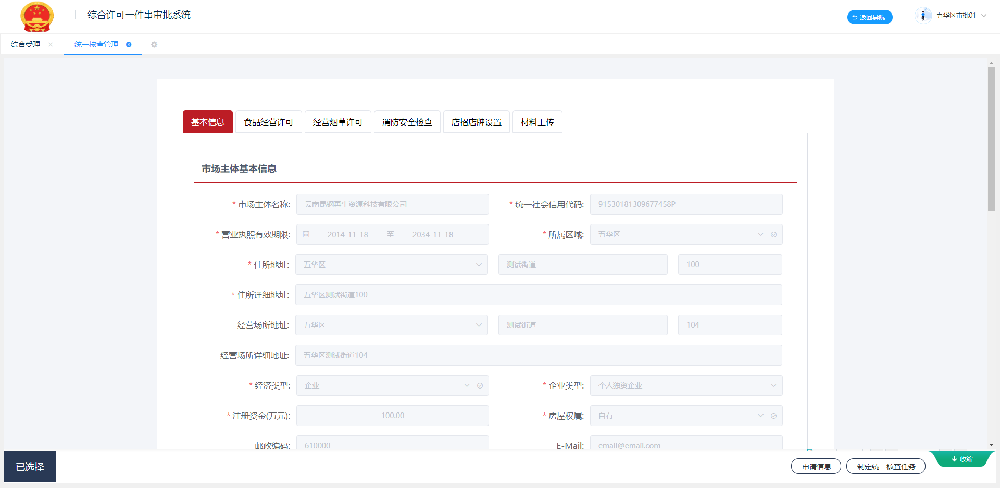 综合许可一件事审批系统
返回导航
五华区审批01
综合受理
统一核查管理
基本信息
食品经营许可
经营烟草许可
消防安全检查
店招店牌设置
材料上传
市场主体基本信息
* 市场主体名称: 云南昆钢再生资源科技有限公司
* 统一社会信用代码: 91530181309677458P
* 营业执照有效期限: 2014-11-18 至 2034-11-18
* 所属区域: 五华区
* 住所地址: 五华区 测试街道 100
* 住所详细地址: 五华区测试街道100
经营场所地址: 五华区 测试街道 104
经营场所详细地址: 五华区测试街道104
* 经济类型: 企业
* 企业类型: 个人独资企业
* 注册资金(万元): 100.00
* 房屋权属: 自有
邮政编码: 610000
E-Mail: email@email.com
已选择
申请信息
制定统一核查任务
收缩